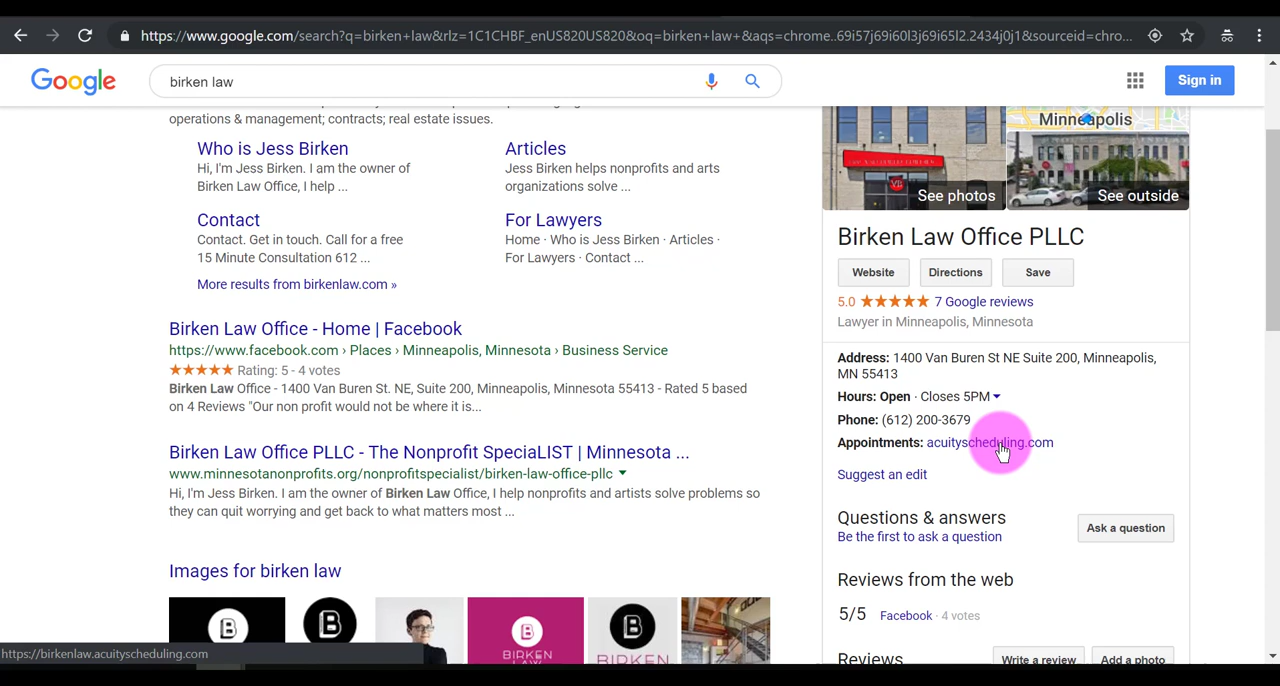 https://www.google.com/search?q=birken+law&rlz=1C1CHBF_enUS820US820&oq=birken+law+&aqs=chrome..69i57j69i60l3j69i65l2.2434j0j1&sourceid=chro...
Google
birken law
Sign in
operations & management; contracts; real estate issues.
Who is Jess Birken
Hi, I'm Jess Birken. I am the owner of
Birken Law Office, I help ...
Articles
Jess Birken helps nonprofits and arts
organizations solve ...
Contact
Contact. Get in touch. Call for a free
15 Minute Consultation 612 ...
For Lawyers
Home · Who is Jess Birken · Articles ·
For Lawyers · Contact ...
More results from birkenlaw.com »
Birken Law Office - Home | Facebook
https://www.facebook.com › Places › Minneapolis, Minnesota › Business Service
Rating: 5 - 4 votes
Birken Law Office - 1400 Van Buren St. NE, Suite 200, Minneapolis, Minnesota 55413 - Rated 5 based
on 4 Reviews "Our non profit would not be where it is...
Birken Law Office PLLC - The Nonprofit SpeciaLIST | Minnesota ...
www.minnesotanonprofits.org/nonprofitspecialist/birken-law-office-pllc
Hi, I'm Jess Birken. I am the owner of Birken Law Office, I help nonprofits and artists solve problems so
they can quit worrying and get back to what matters most ...
Images for birken law
B
B
B
BIRKEN
LAW
B
BIRKEN
https://birkenlaw.acuityscheduling.com
Minneapolis
See photos
See outside
Birken Law Office PLLC
Website
Directions
Save
5.0
7 Google reviews
Lawyer in Minneapolis, Minnesota
Address: 1400 Van Buren St NE Suite 200, Minneapolis,
MN 55413
Hours: Open · Closes 5PM
Phone: (612) 200-3679
Appointments: acuityscheduling.com
Suggest an edit
Questions & answers
Be the first to ask a question
Ask a question
Reviews from the web
5/5 Facebook · 4 votes
Reviews
Write a review
Add a photo